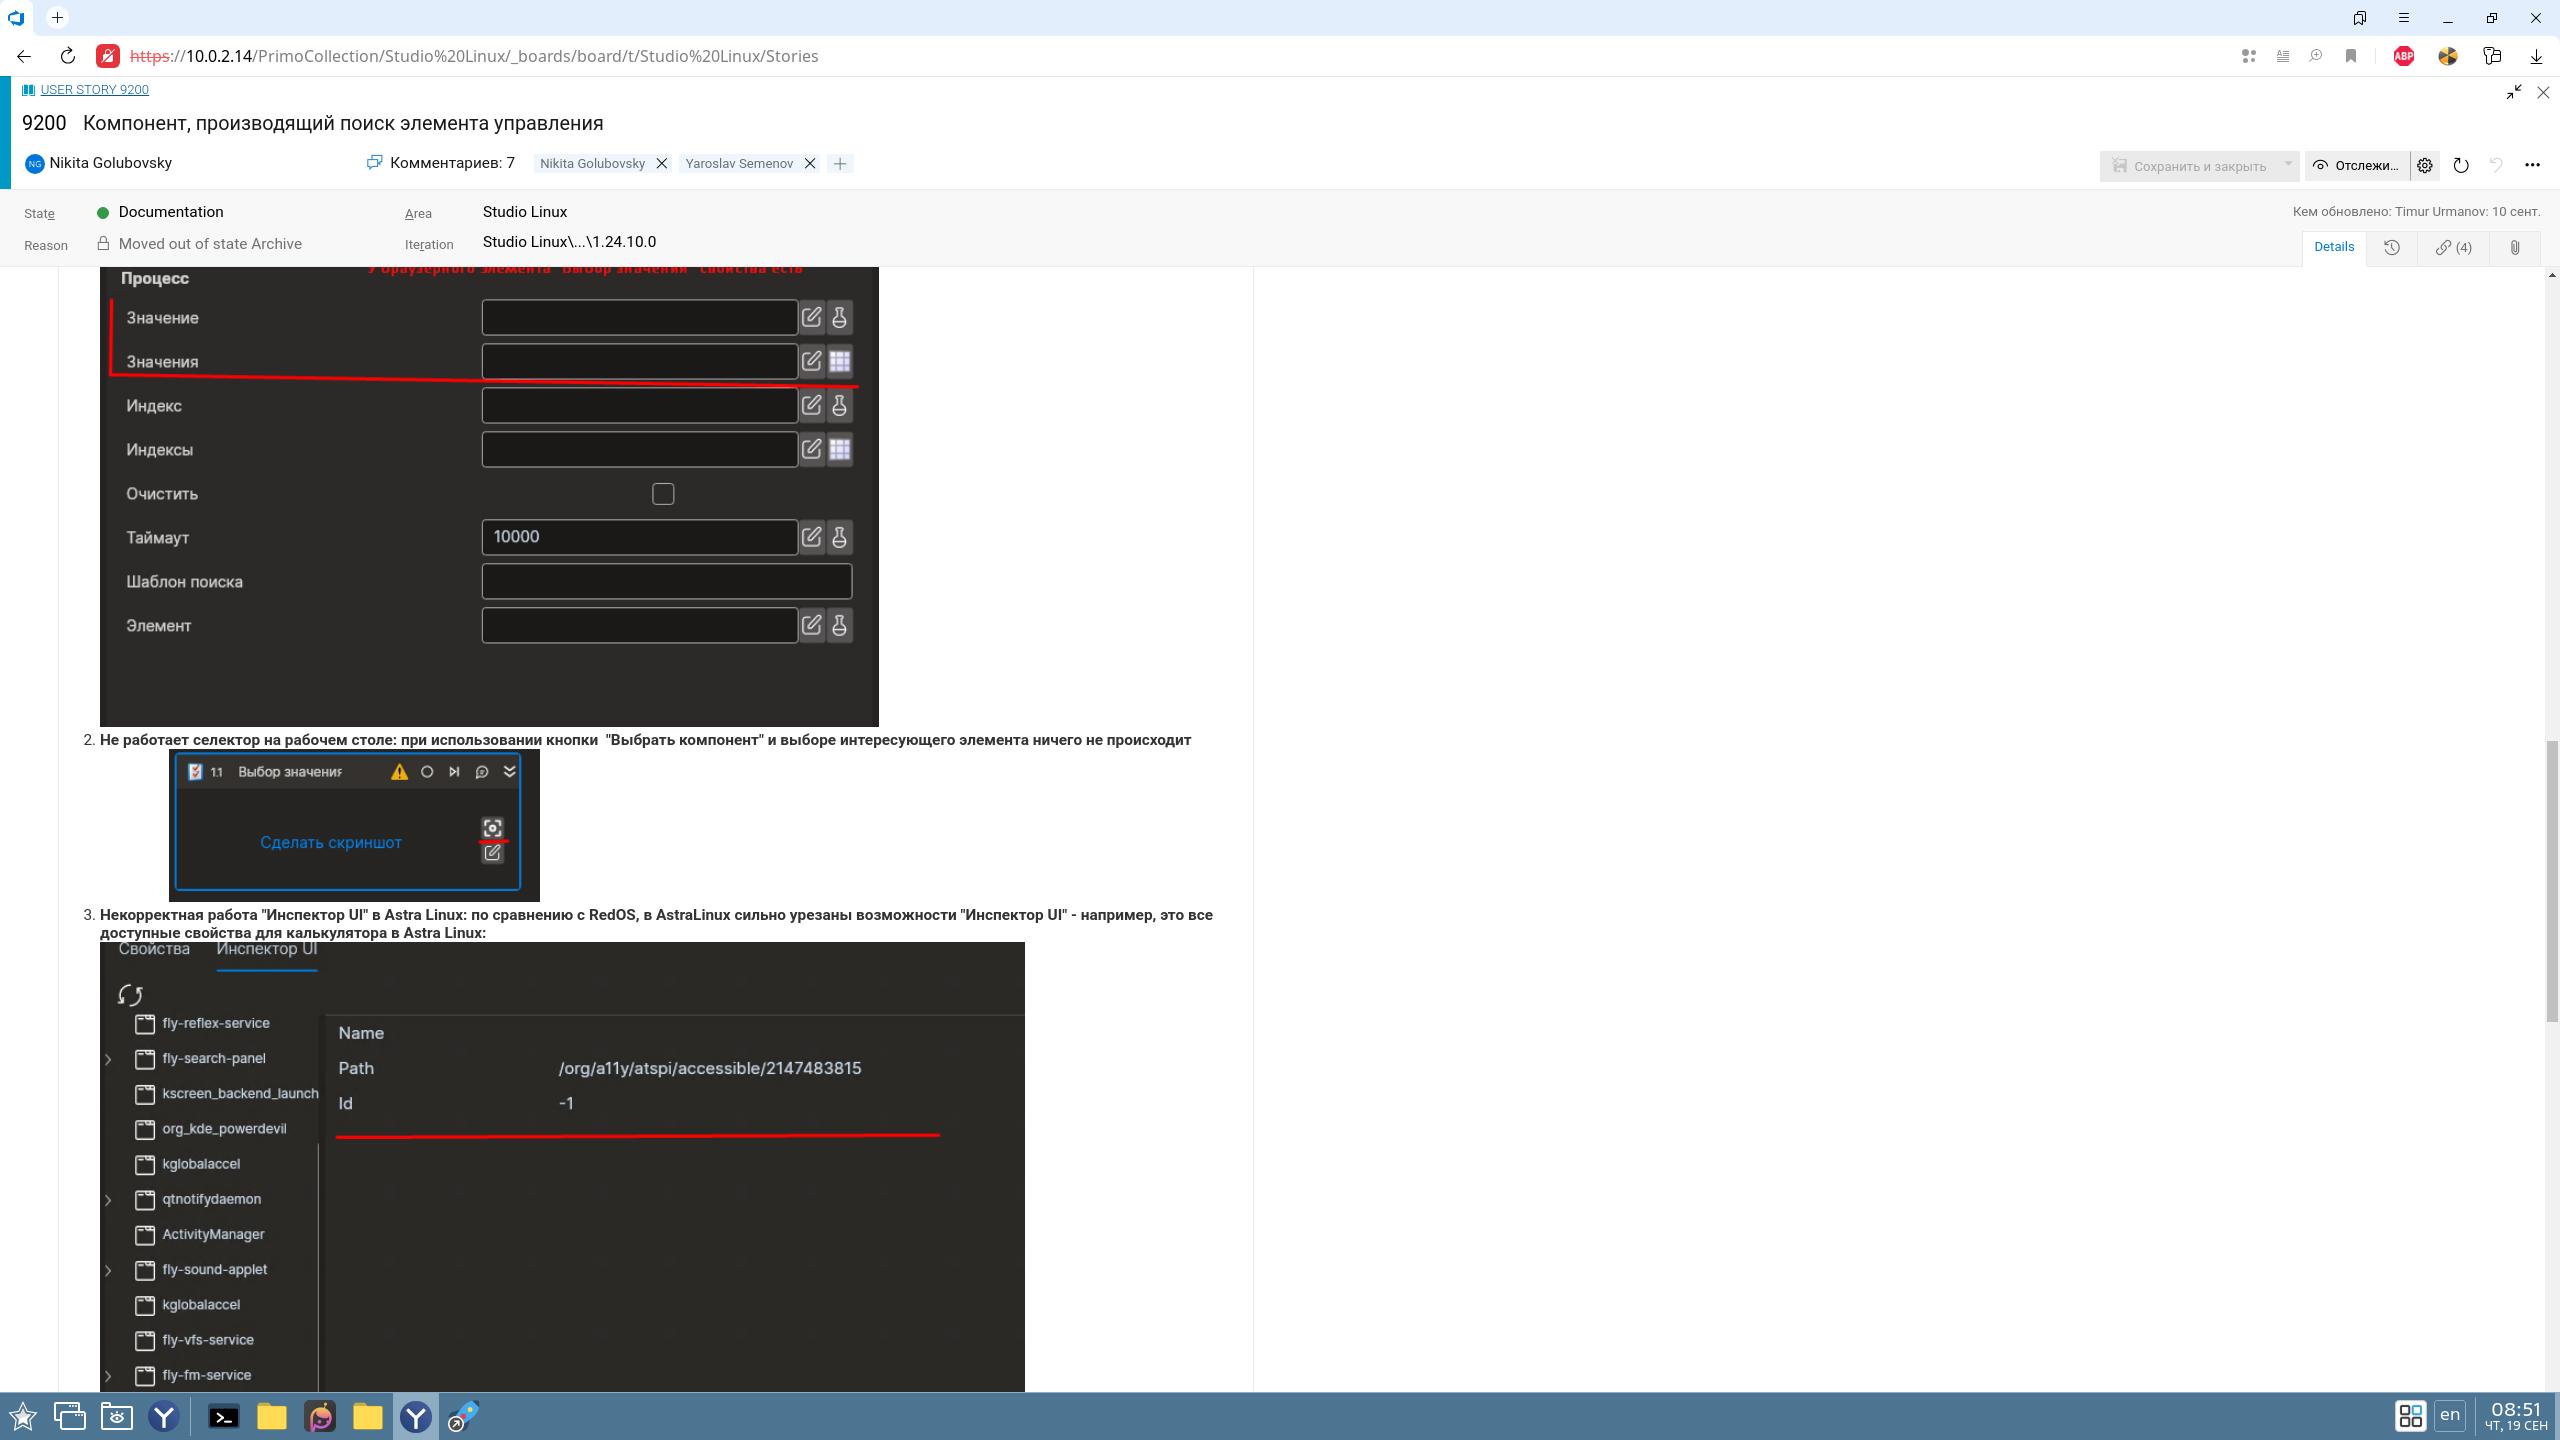 https://10.0.2.14/PrimoCollection/Studio%20Linux/_boards/board/t/Studio%20Linux/Stories
ABP
USER STORY 9200
9200 Компонент, производящий поиск элемента управления
NG Nikita Golubovsky
Комментариев: 7
Nikita Golubovsky
Yaroslav Semenov
Сохранить и закрыть
Отслежи...
State
Documentation
Area
Studio Linux
Кем обновлено: Timur Urmanov: 10 сент.
Reason
Moved out of state Archive
Iteration
Studio Linux\...\1.24.10.0
Details
(4)
У браузерного элемента "Выбор значения" свойства есть
Процесс
Значение
Значения
Индекс
Индексы
Очистить
Таймаут
10000
Шаблон поиска
Элемент
2. Не работает селектор на рабочем столе: при использовании кнопки "Выбрать компонент" и выборе интересующего элемента ничего не происходит
1.1 Выбор значения
Сделать скриншот
3. Некорректная работа "Инспектор UI" в Astra Linux: по сравнению с RedOS, в AstraLinux сильно урезаны возможности "Инспектор UI" - например, это все
доступные свойства для калькулятора в Astra Linux:
Свойства
Инспектор UI
fly-reflex-service
Name
fly-search-panel
Path
/org/a11y/atspi/accessible/2147483815
kscreen_backend_launch
Id
-1
org_kde_powerdevil
kglobalaccel
qtnotifydaemon
ActivityManager
fly-sound-applet
kglobalaccel
fly-vfs-service
fly-fm-service
en
08:51
ЧТ, 19 СЕН